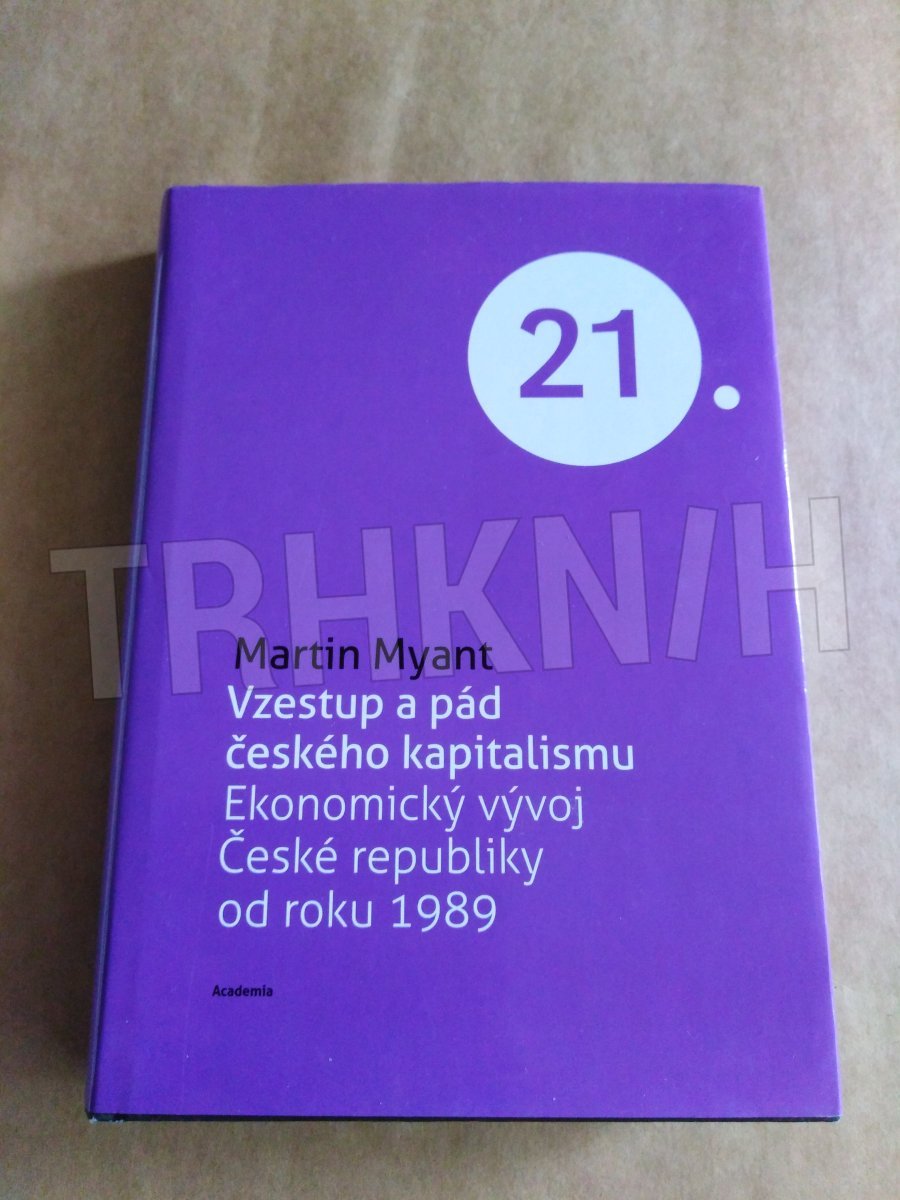 21.
TRHKNIH
Martin Myant
Vzestup a pád
českého kapitalismu
Ekonomický vývoj
České republiky
od roku 1989
Academia